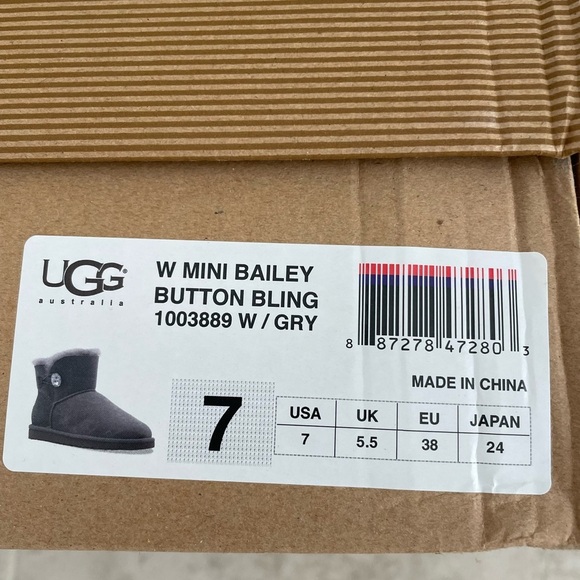 UGG®
australia
W MINI BAILEY
BUTTON BLING
1003889 W / GRY
8 87278 47280 3
MADE IN CHINA
7
USA UK EU JAPAN
7 5.5 38 24